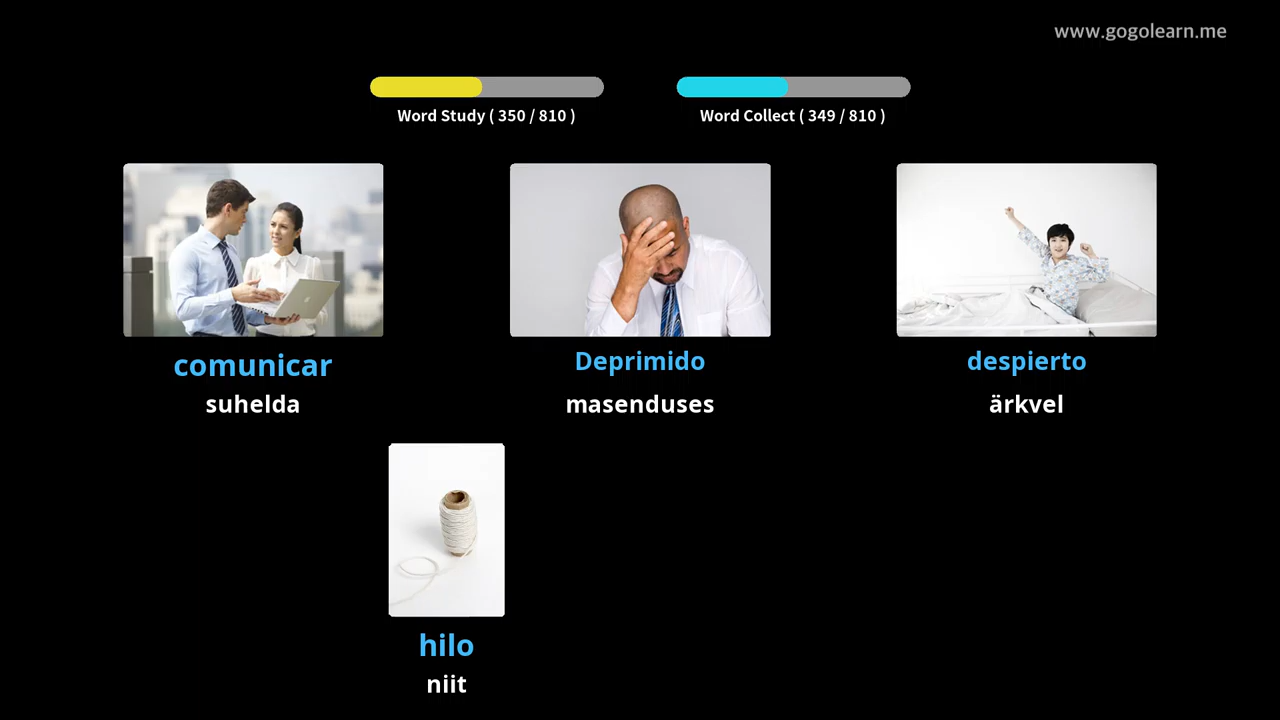 www.gogolearn.me
Word Study ( 350 / 810 )
Word Collect ( 349 / 810 )
comunicar
suhelda
Deprimido
masenduses
despierto
ärkvel
hilo
niit